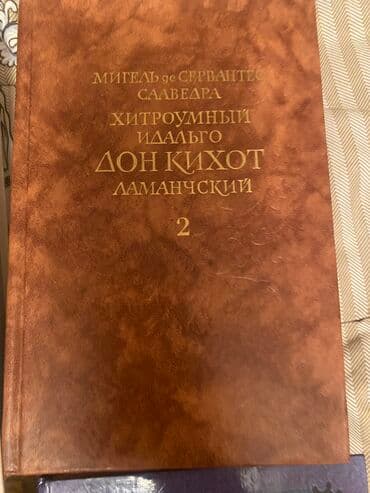 МИГЕЛЬ де СЕРВАНТЕС
СААВЕДРА
ХИТРОУМНЫЙ
ИДАЛЬГО
ДОН КИХОТ
ЛАМАНЧСКИЙ
2